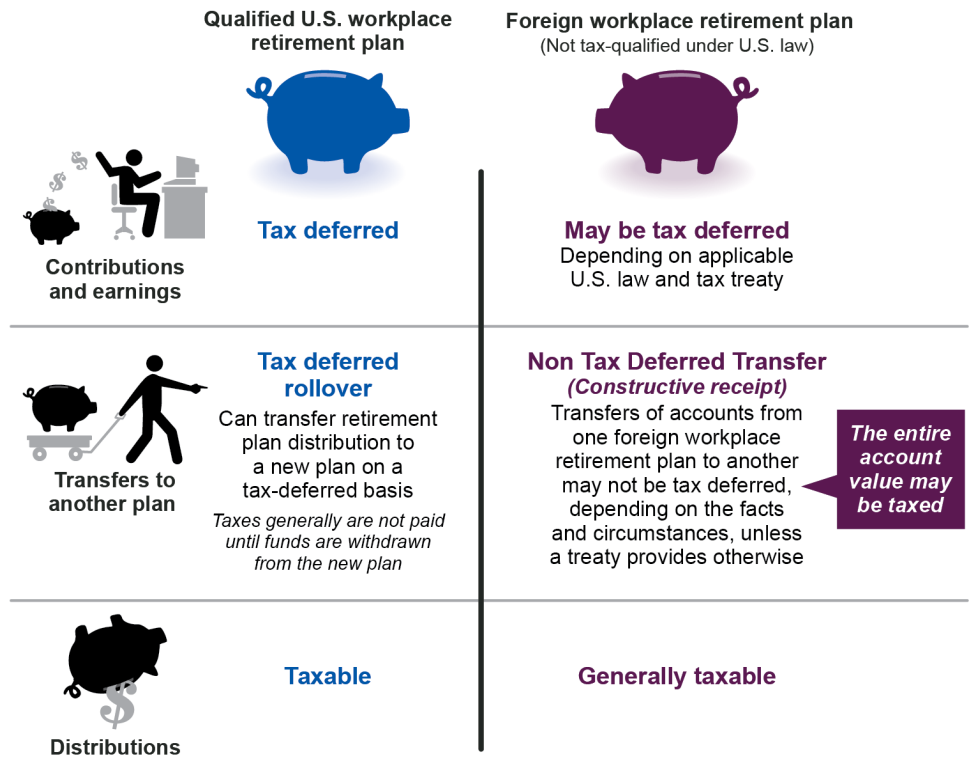 Qualified U.S. workplace
retirement plan
Foreign workplace retirement plan
(Not tax-qualified under U.S. law)
$
$
$
Contributions
and earnings
Tax deferred
May be tax deferred
Depending on applicable
U.S. law and tax treaty
Transfers to
another plan
Tax deferred
rollover
Can transfer retirement
plan distribution to
a new plan on a
tax-deferred basis
Taxes generally are not paid
until funds are withdrawn
from the new plan
Non Tax Deferred Transfer
(Constructive receipt)
Transfers of accounts from
one foreign workplace
retirement plan to another
may not be tax deferred,
depending on the facts
and circumstances, unless
a treaty provides otherwise
The entire
account
value may
be taxed
$
Distributions
Taxable
Generally taxable